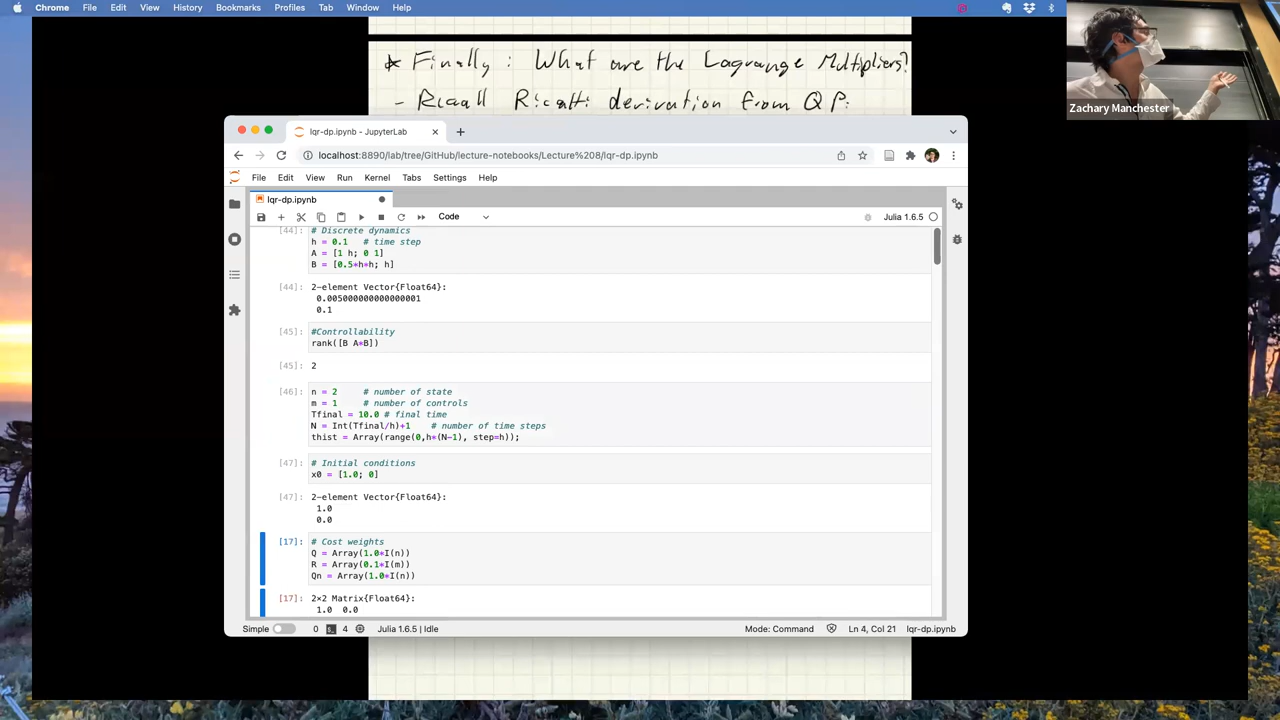 Chrome File Edit View History Bookmarks Profiles Tab Window Help
* Finally : What are the Lagrange Multipliers?
- Recall Ricatti derivation from QP:
Zachary Manchester
lqr-dp.ipynb - JupyterLab
localhost:8890/lab/tree/GitHub/lecture-notebooks/Lecture%208/lqr-dp.ipynb
File Edit View Run Kernel Tabs Settings Help
lqr-dp.ipynb
Code
Julia 1.6.5
[44]: # Discrete dynamics
h = 0.1 # time step
A = [1 h; 0 1]
B = [0.5*h*h; h]
[44]: 2-element Vector{Float64}:
0.005000000000000001
0.1
[45]: #Controllability
rank([B A*B])
[45]: 2
[46]: n = 2 # number of state
m = 1 # number of controls
Tfinal = 10.0 # final time
N = Int(Tfinal/h)+1 # number of time steps
thist = Array(range(0,h*(N-1), step=h));
[47]: # Initial conditions
x0 = [1.0; 0]
[47]: 2-element Vector{Float64}:
1.0
0.0
[17]: # Cost weights
Q = Array(1.0*I(n))
R = Array(0.1*I(m))
Qn = Array(1.0*I(n))
[17]: 2×2 Matrix{Float64}:
1.0 0.0
Simple 0 4 Julia 1.6.5 | Idle Mode: Command Ln 4, Col 21 lqr-dp.ipynb